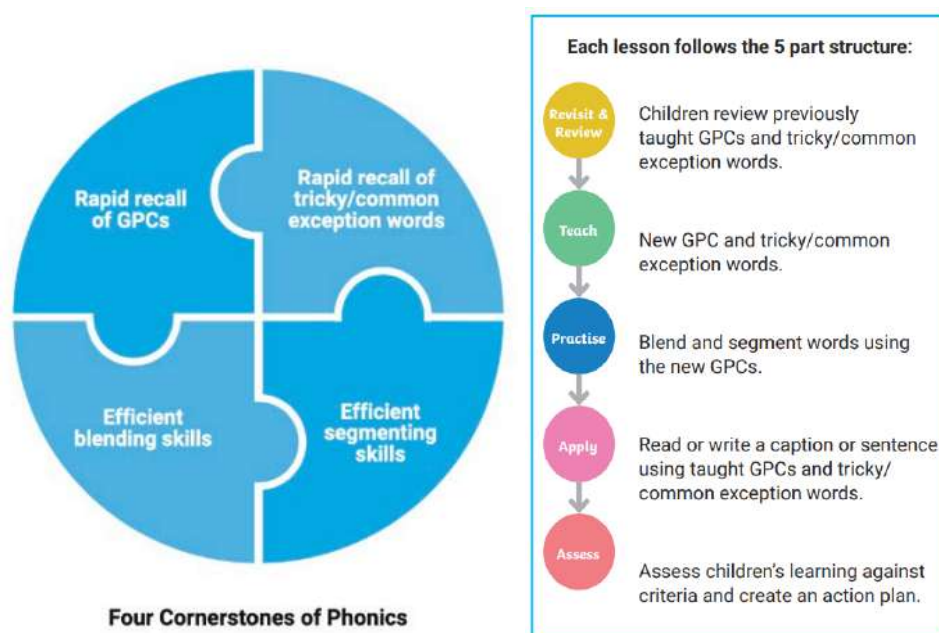 Rapid recall
of GPCs
Rapid recall of
tricky/common
exception words
Efficient
blending skills
Efficient
segmenting
skills
Four Cornerstones of Phonics
Each lesson follows the 5 part structure:
Revisit &
Review
Children review previously
taught GPCs and tricky/common
exception words.
Teach
New GPC and tricky/common
exception words.
Practise
Blend and segment words using
the new GPCs.
Apply
Read or write a caption or sentence
using taught GPCs and tricky/
common exception words.
Assess
Assess children's learning against
criteria and create an action plan.